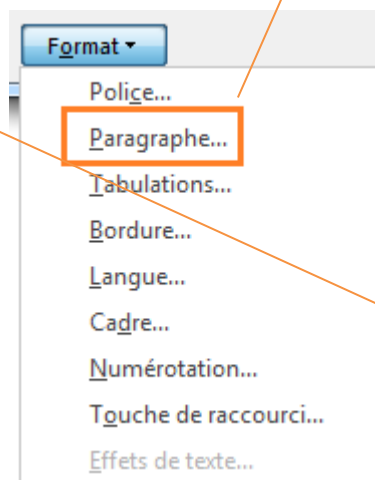 Format
Police...
Paragraphe...
Tabulations...
Bordure...
Langue...
Cadre...
Numérotation...
Touche de raccourci...
Effets de texte...